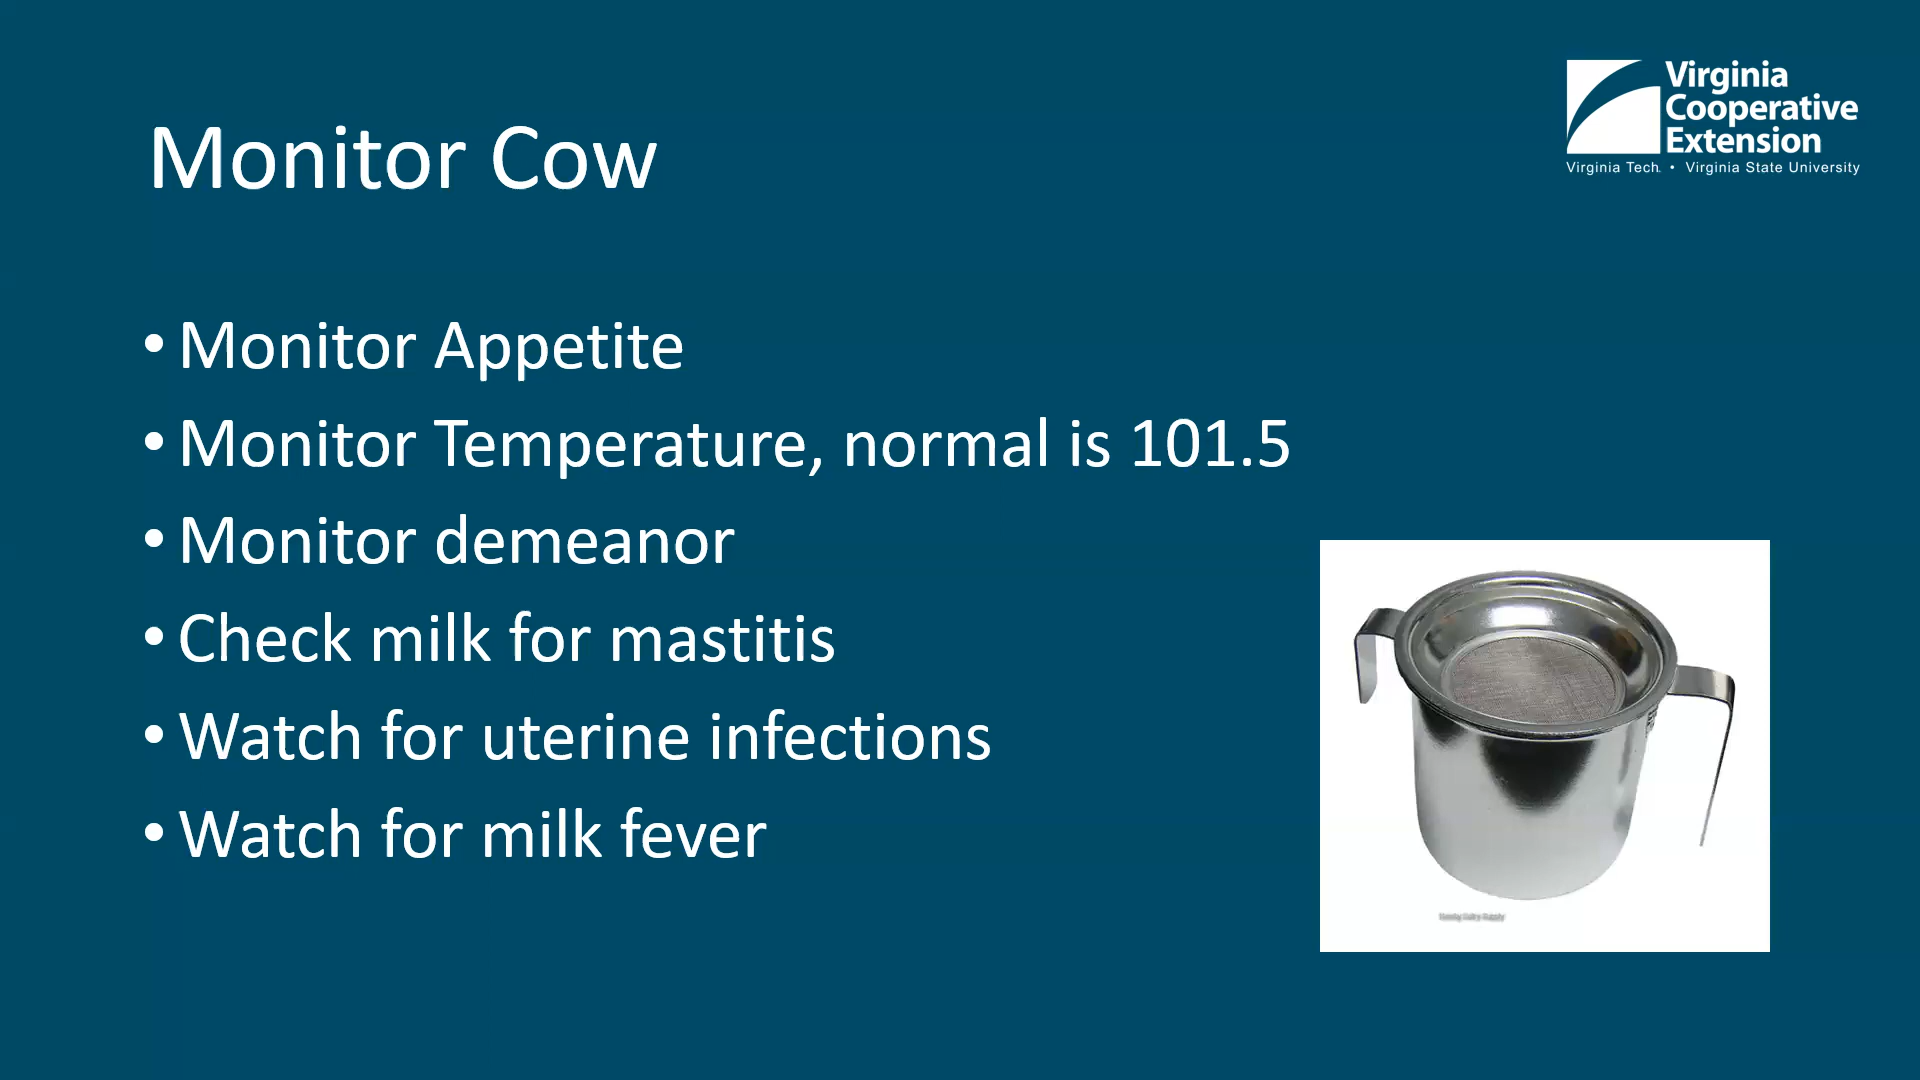 Virginia
Cooperative
Extension
Virginia Tech. • Virginia State University
Monitor Cow
• Monitor Appetite
• Monitor Temperature, normal is 101.5
• Monitor demeanor
• Check milk for mastitis
• Watch for uterine infections
• Watch for milk fever